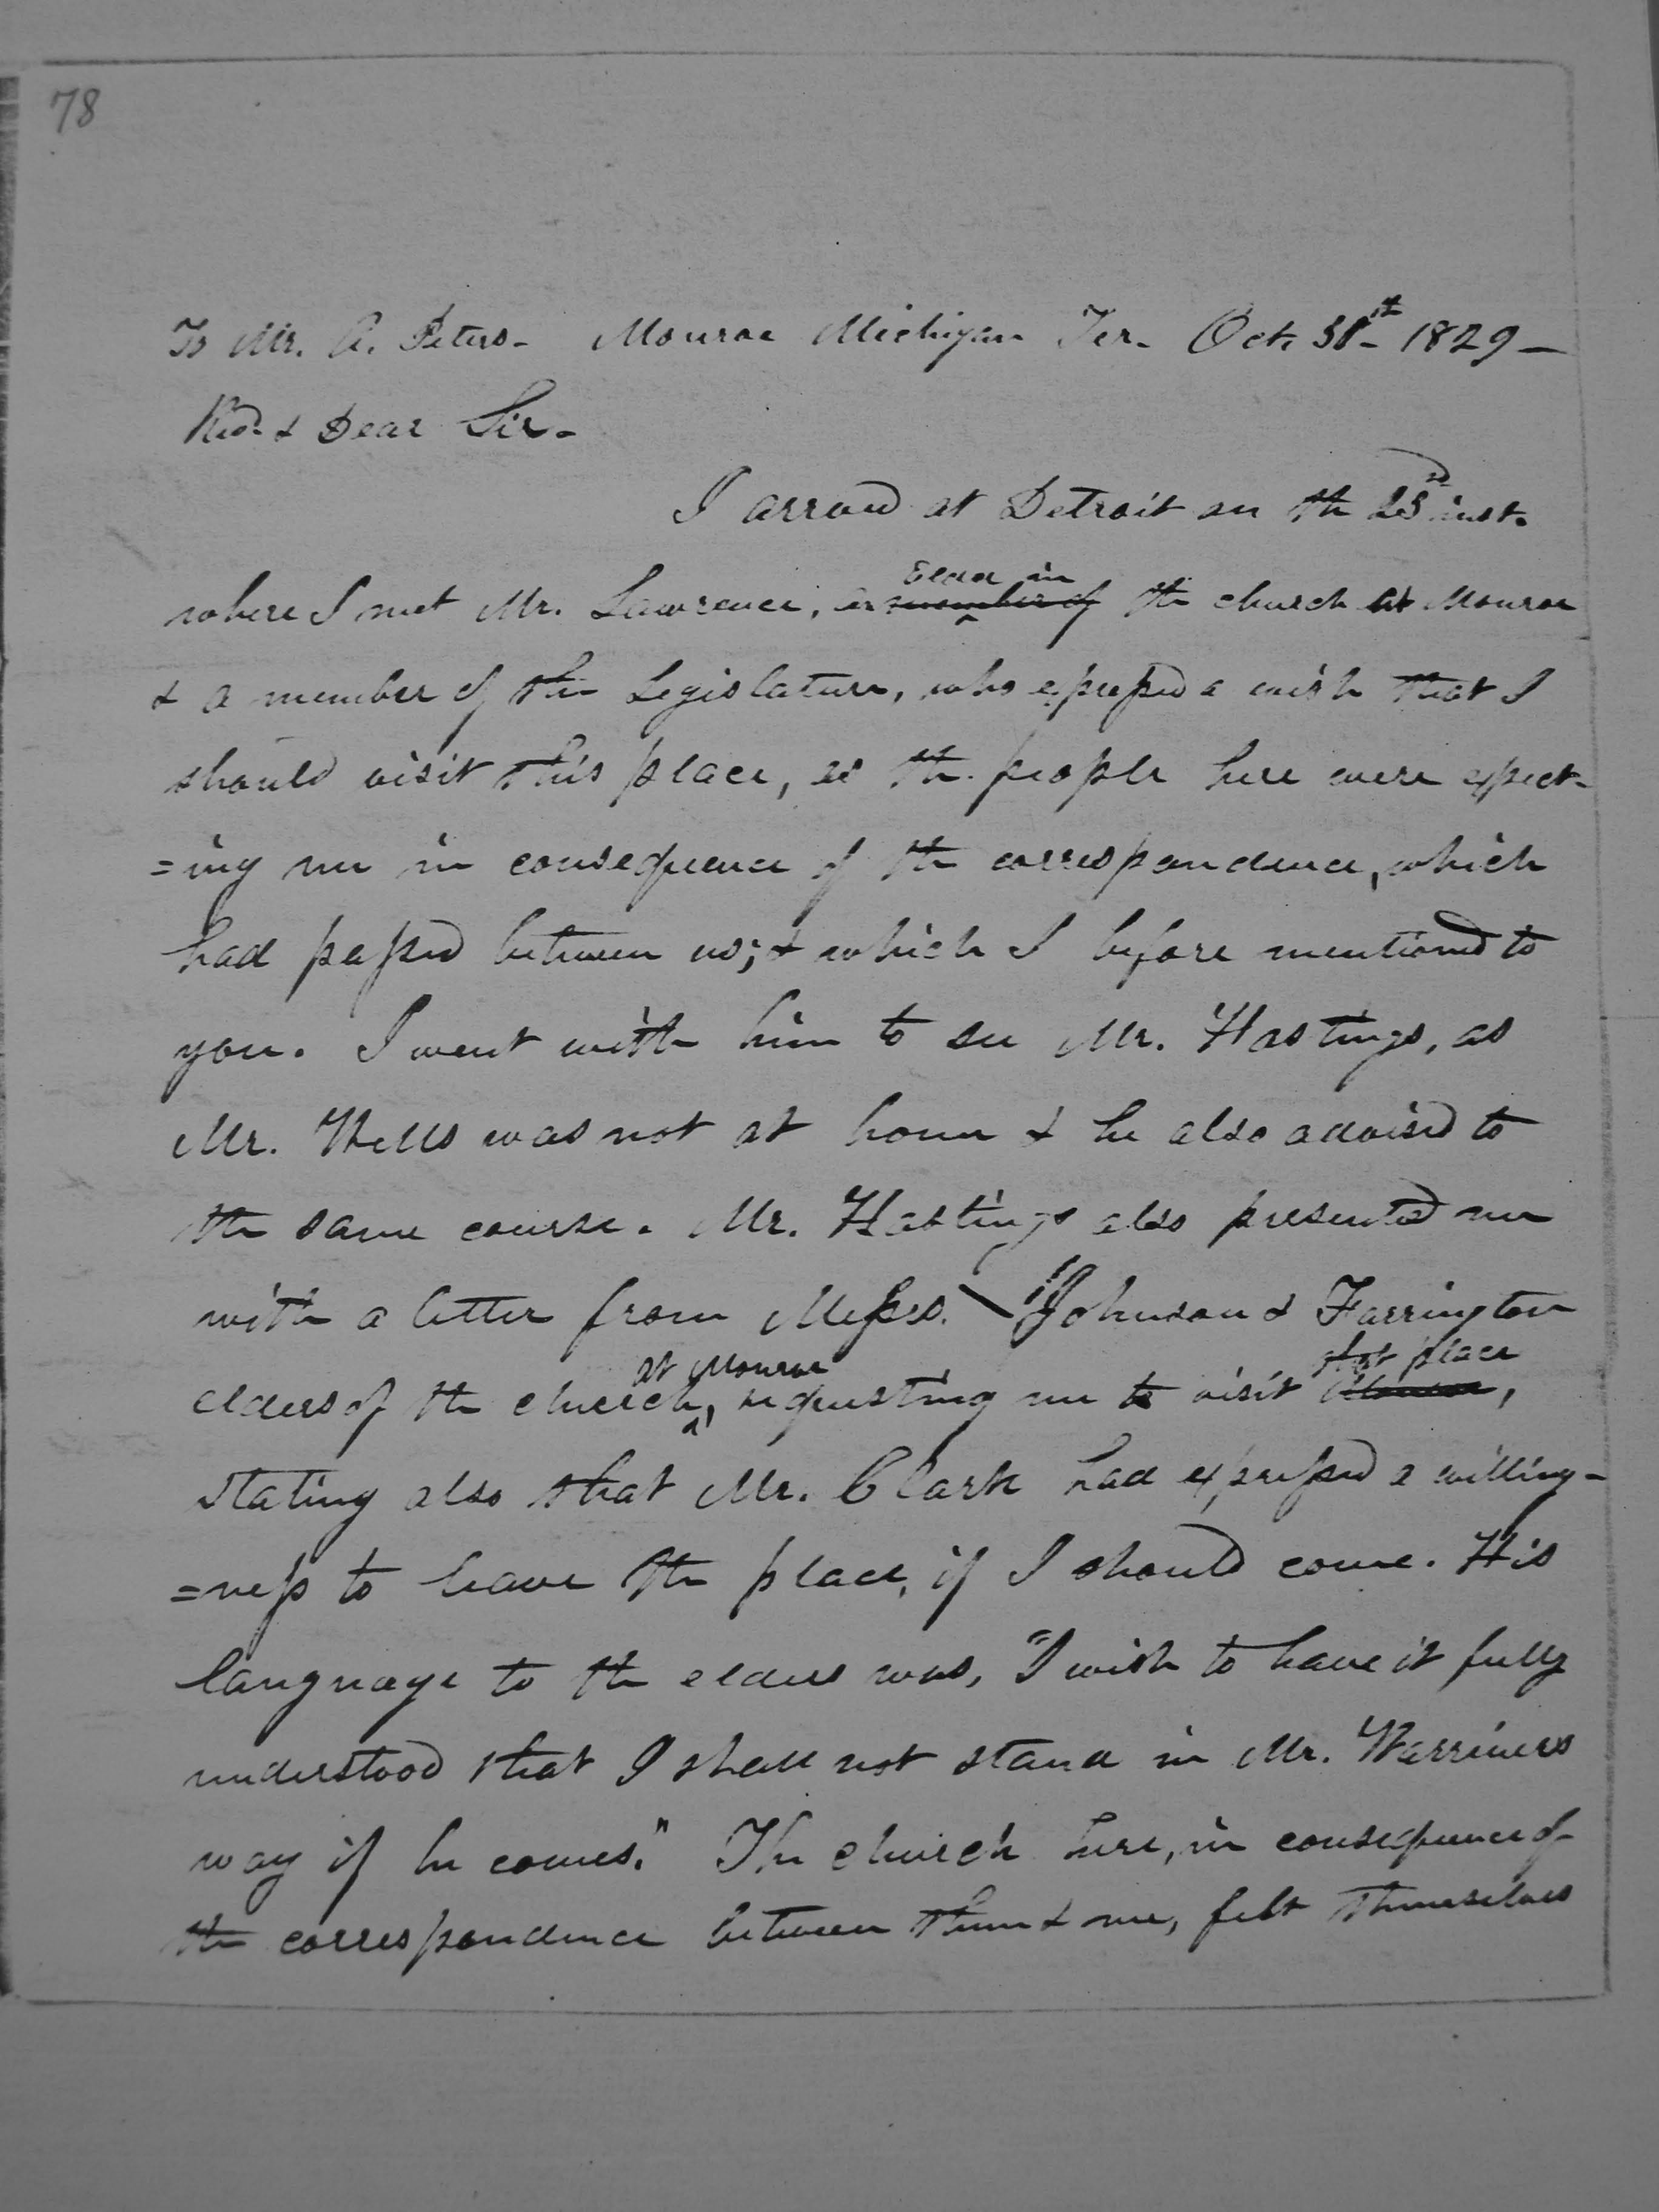 78
To Mr. A. Peters - Monroe Michigan Ter. Oct. 30th - 1829 -
Revd. & Dear Sir -
I arrivd at Detroit on the 23d inst.
where I met Mr. Lawrence, an elder in the church at Monroe
& a member of the Legislature, who expressed a wish that I
should visit this place, as the people here were expect-
=ing me in consequence of the correspondence, which
had passed between us; & which I before mentioned to
you. I went with him to see Mr. Hastings, as
Mr. Wells was not at home & he also advised to
the same course. Mr. Hastings also presented me
with a letter from Messrs. Johnson & Farrington
elders of the church at Monroe, requesting me to visit that place,
stating also that Mr. Clark had expressed a willing-
=ness to leave the place, if I should come. His
language to the elders was, "I wish to have it fully
understood that I shall not stand in Mr. Warriners
way if he comes." The church here, in consequence of
the correspondence between them & me, felt themselves